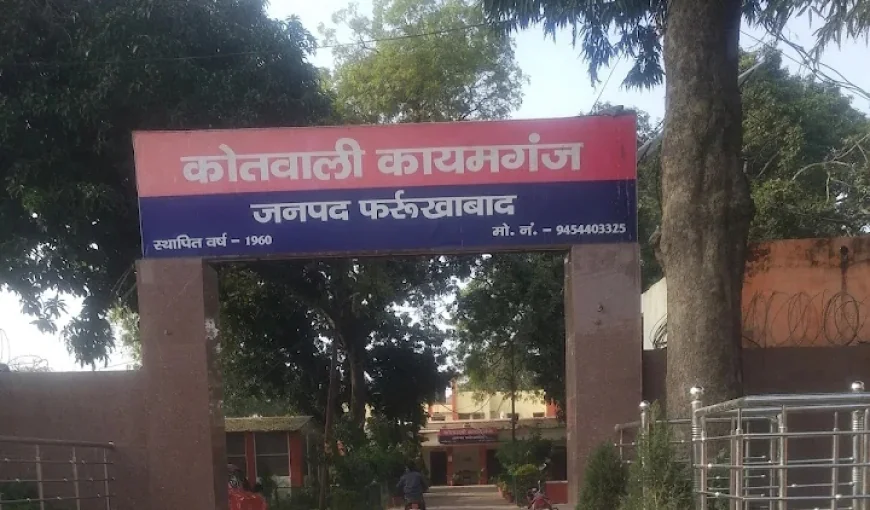 कोतवाली कायमगंज
जनपद फर्रूखाबाद
स्थापित वर्ष - 1960
मो. नं. - 9454403325